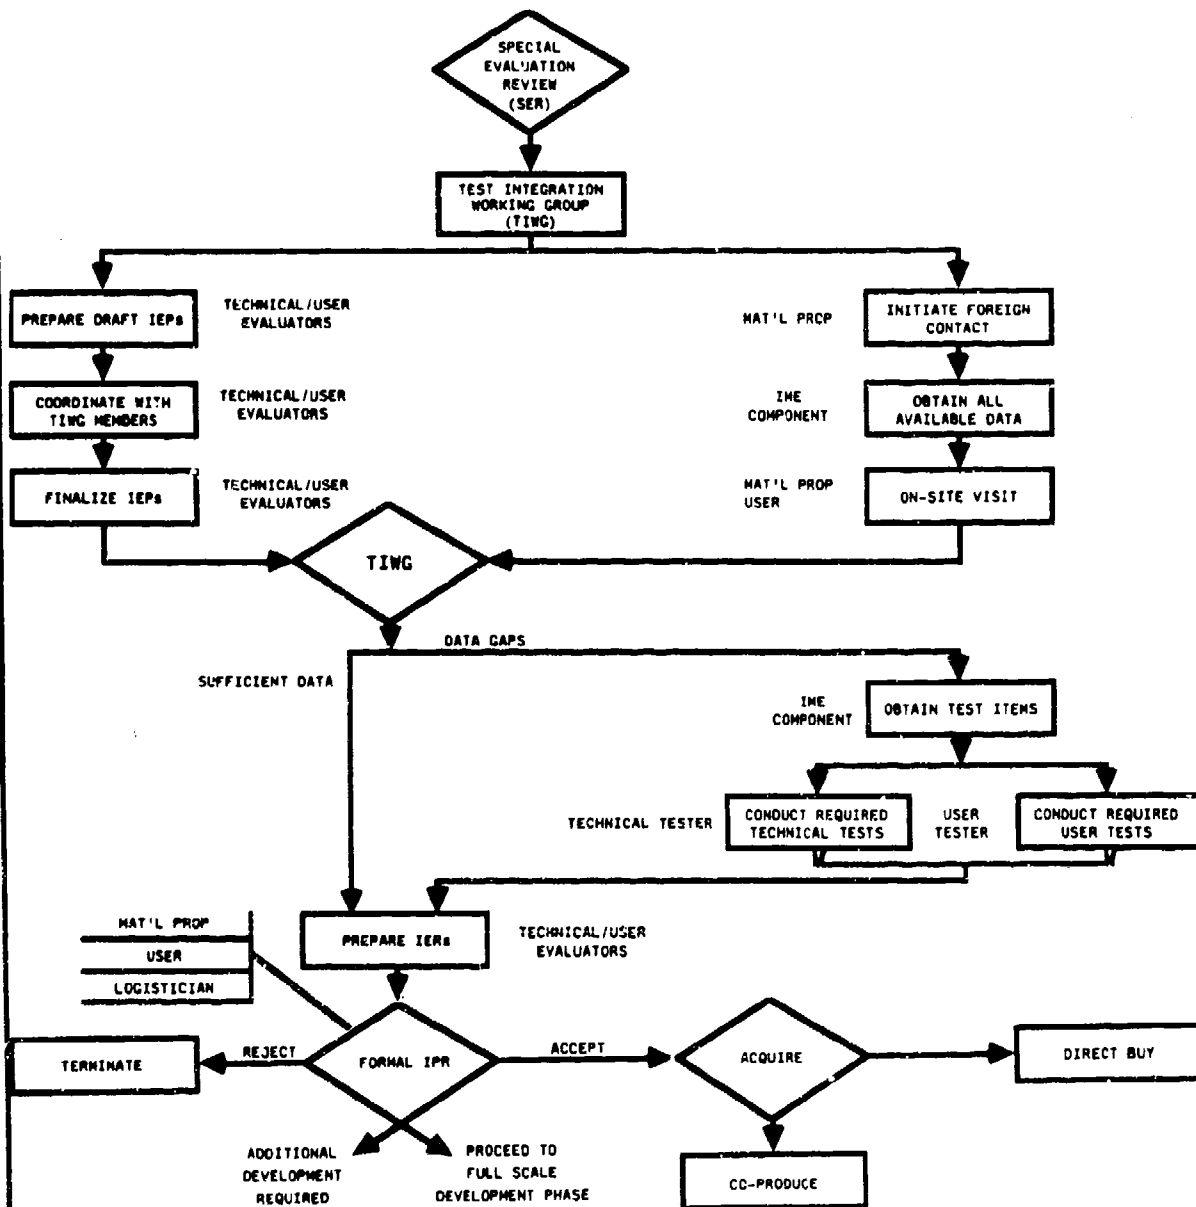 SPECIAL
EVALUATION
REVIEW
(SER)
TEST INTEGRATION
WORKING GROUP
(TIWG)
PREPARE DRAFT IEPs
TECHNICAL/USER
EVALUATORS
MAT'L PROP
INITIATE FOREIGN
CONTACT
COORDINATE WITH
TIWG MEMBERS
TECHNICAL/USER
EVALUATORS
IME
COMPONENT
OBTAIN ALL
AVAILABLE DATA
FINALIZE IEPs
TECHNICAL/USER
EVALUATORS
MAT'L PROP
USER
ON-SITE VISIT
TIWG
DATA GAPS
SUFFICIENT DATA
IME
COMPONENT
OBTAIN TEST ITEMS
TECHNICAL TESTER
CONDUCT REQUIRED
TECHNICAL TESTS
USER
TESTER
CONDUCT REQUIRED
USER TESTS
MAT'L PROP
USER
LOGISTICIAN
PREPARE IERs
TECHNICAL/USER
EVALUATORS
TERMINATE
REJECT
FORMAL IPR
ACCEPT
ACQUIRE
DIRECT BUY
ADDITIONAL
DEVELOPMENT
REQUIRED
PROCEED TO
FULL SCALE
DEVELOPMENT PHASE
CO-PRODUCE